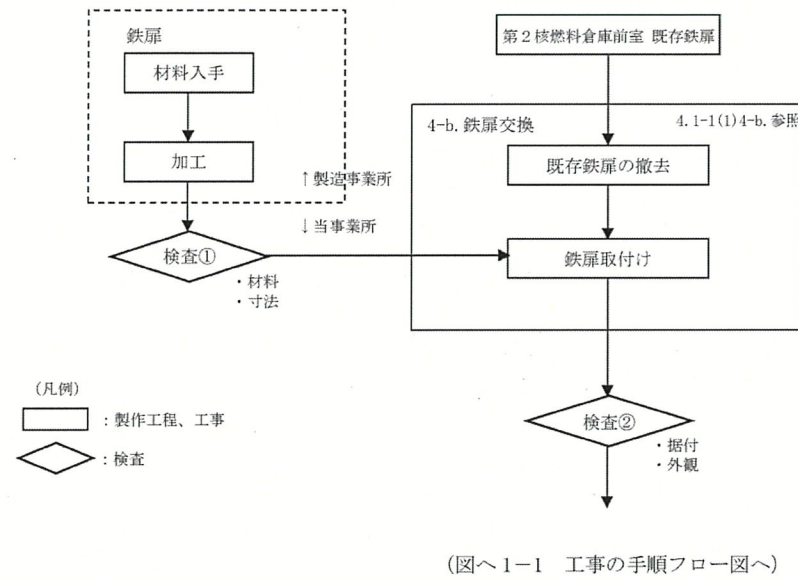 鉄扉
材料入手
加工
↑製造事業所
↓当事業所
検査①
・材料
・寸法
第2核燃料倉庫前室 既存鉄扉
4-b.鉄扉交換
4.1-1(1)4-b.参照
既存鉄扉の撤去
鉄扉取付け
検査②
・据付
・外観
(凡例)
：製作工程、工事
：検査
(図へ1-1 工事の手順フロー図へ)